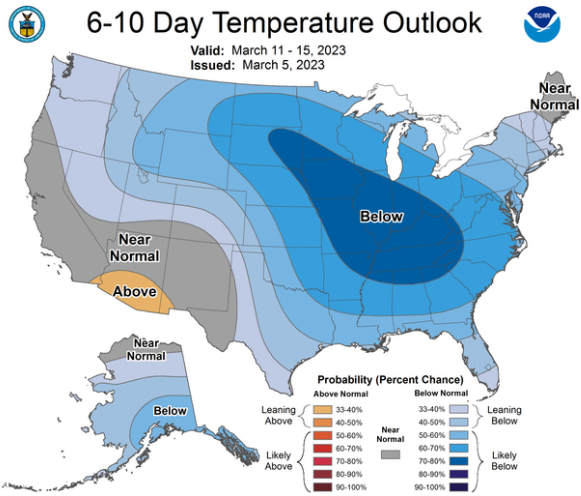 6-10 Day Temperature Outlook
Valid: March 11 - 15, 2023
Issued: March 5, 2023
NOAA
Near
Normal
Below
Near
Normal
Above
Near
Normal
Below
Probability (Percent Chance)
Above Normal
Below Normal
Leaning
Above
33-40%
40-50%
Likely
Above
50-60%
60-70%
70-80%
80-90%
90-100%
Near
Normal
33-40%
40-50%
Leaning
Below
50-60%
60-70%
70-80%
80-90%
90-100%
Likely
Below